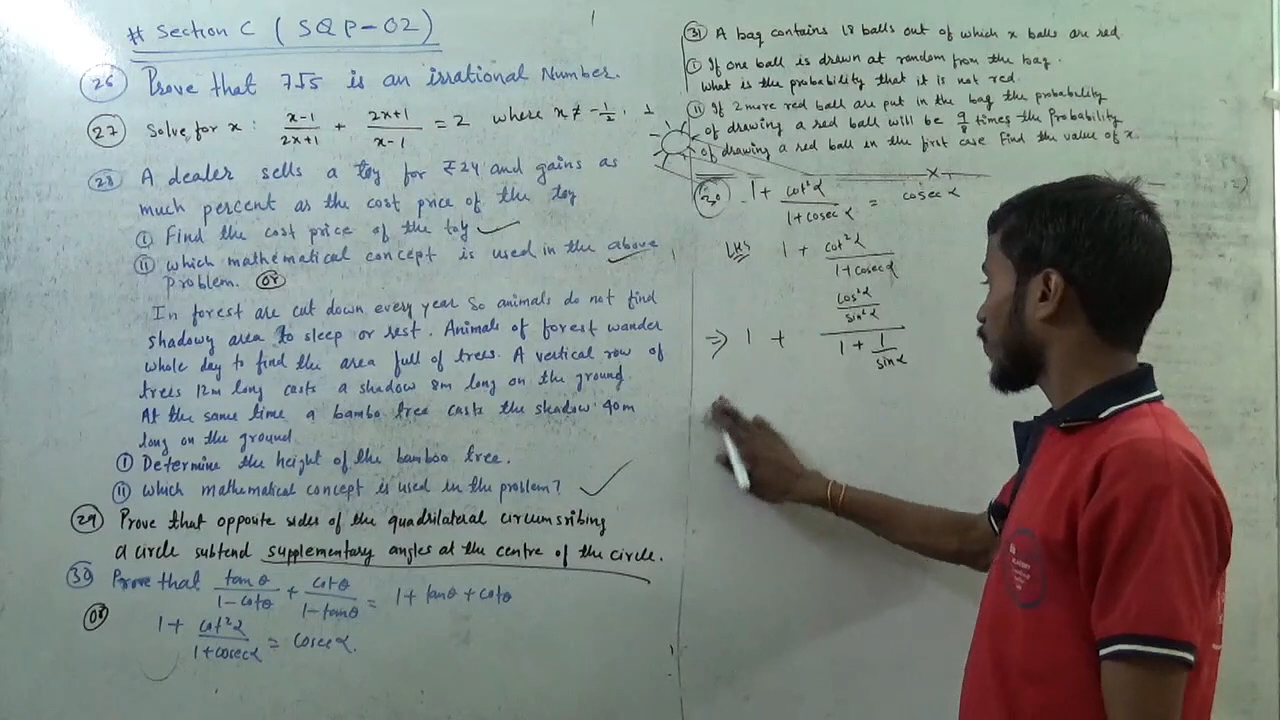 # Section C ( SQP-02 )
26 Prove that 7√5 is an irrational Number.
27 Solve for x : (x-1)/(2x+1) + (2x+1)/(x-1) = 2 where x ≠ -1/2, 1
28 A dealer sells a toy for ₹24 and gains as
much percent as the cost price of the toy
i Find the cost price of the toy
ii which mathematical concept is used in the above
problem. or
In forest are cut down every year so animals do not find
shadowy area to sleep or rest. Animals of forest wander
whole day to find the area full of trees. A vertical row of
trees 12m long casts a shadow 8m long on the ground
At the same time a bambo tree casts the shadow 40m
long on the ground
i Determine the height of the bamboo tree.
ii which mathematical concept is used in the problem?
29 Prove that opposite sides of the quadrilateral circumsribing
a circle subtend supplementary angles at the centre of the circle.
30 Prove that tanθ/(1-cotθ) + cotθ/(1-tanθ) = 1 + tanθ + cotθ
or
1 + cot²α/(1+cosecα) = cosecα.
31 A bag contains 18 balls out of which x balls are red
i If one ball is drawn at random from the bag.
what is the probability that it is not red.
ii If 2 more red ball are put in the bag the probability
of drawing a red ball will be 9/8 times the Probability
of drawing a red ball in the first case Find the value of x.
30 1 + cot²α/(1+cosecα) = cosecα
LHS 1 + cot²α/(1+cosecα)
⇒ 1 + (cos²α/sin²α)/(1 + 1/sinα)